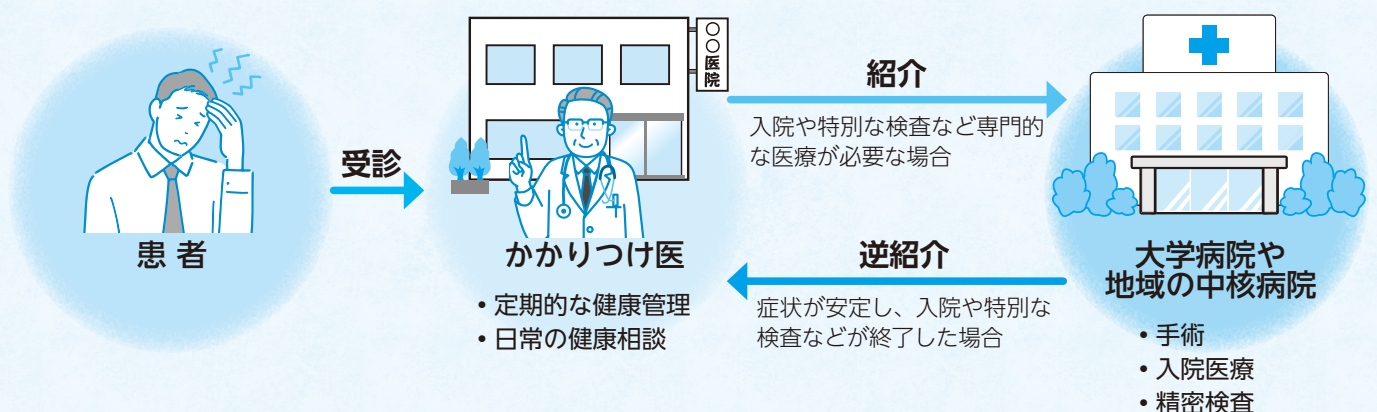 患者
受診
○○医院
かかりつけ医
・定期的な健康管理
・日常の健康相談
紹介
入院や特別な検査など専門的
な医療が必要な場合
逆紹介
症状が安定し、入院や特別な
検査などが終了した場合
大学病院や
地域の中核病院
・手術
・入院医療
・精密検査